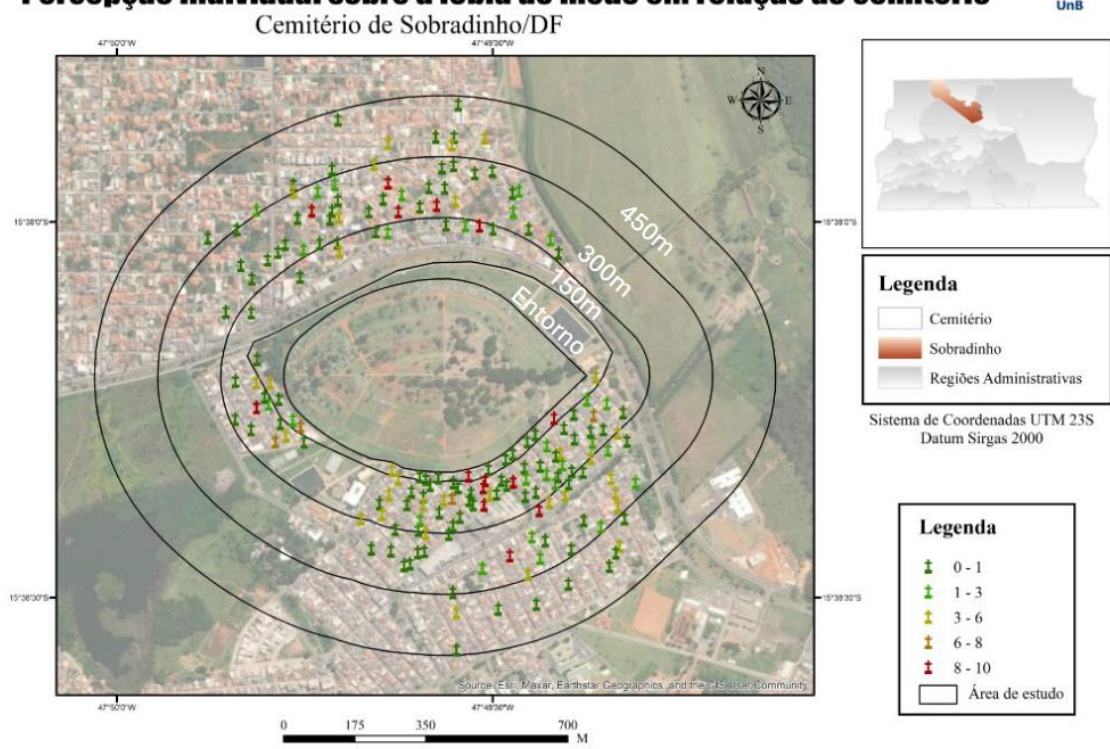 Percepção individual sobre a fobia do medo em relação ao cemitério
UnB
Cemitério de Sobradinho/DF
47°50'0"W
47°49'30"W
N
W
E
S
15°38'0"S
15°38'0"S
450m
300m
150m
Entorno
Legenda
Cemitério
Sobradinho
Regiões Administrativas
Sistema de Coordenadas UTM 23S
Datum Sirgas 2000
Legenda
0 - 1
1 - 3
3 - 6
6 - 8
8 - 10
Área de estudo
15°38'30"S
15°38'30"S
Source: Esri, Maxar, Earthstar Geographics, and the GIS User Community
47°50'0"W
47°49'30"W
0
175
350
700
M